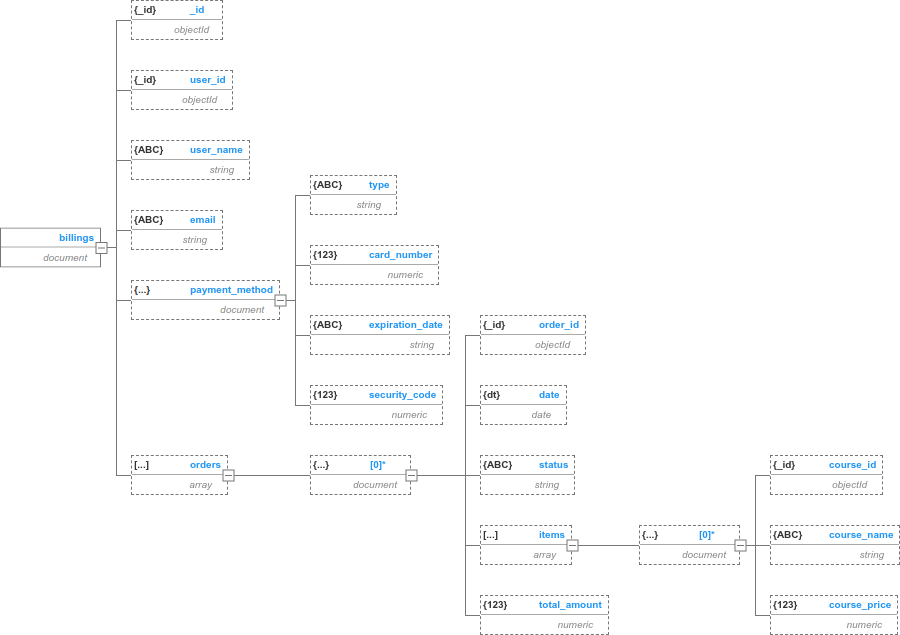 {_id} _id
objectId
{_id} user_id
objectId
{ABC} user_name
string
{ABC} email
string
billings
document
{...} payment_method
document
{ABC} type
string
{123} card_number
numeric
{ABC} expiration_date
string
{123} security_code
numeric
[...] orders
array
{...} [0]*
document
{_id} order_id
objectId
{dt} date
date
{ABC} status
string
[...] items
array
{...} [0]*
document
{_id} course_id
objectId
{ABC} course_name
string
{123} course_price
numeric
{123} total_amount
numeric